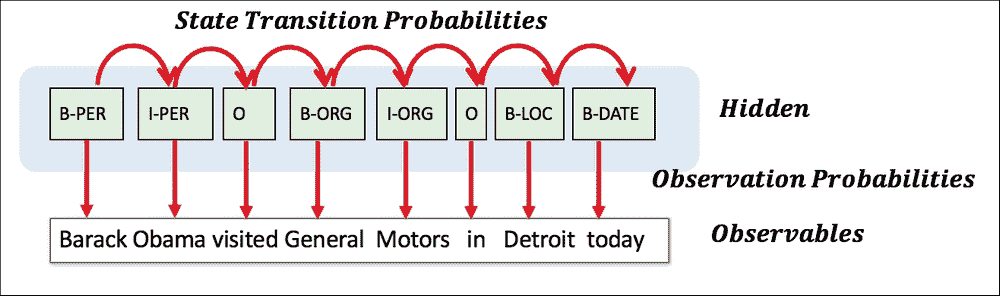 State Transition Probabilities
B-PER I-PER O B-ORG I-ORG O B-LOC B-DATE
Hidden
Observation Probabilities
Barack Obama visited General Motors in Detroit today
Observables